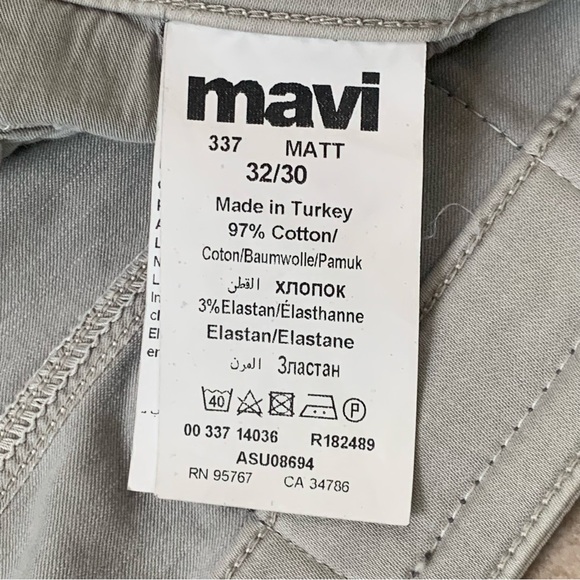 mavi
337 MATT
32/30
Made in Turkey
97% Cotton/
Coton/Baumwolle/Pamuk
القطن хлопок
3%Elastan/Élasthanne
Elastan/Elastane
المرن Эластан
40 P
00 337 14036 R182489
ASU08694
RN 95767 CA 34786